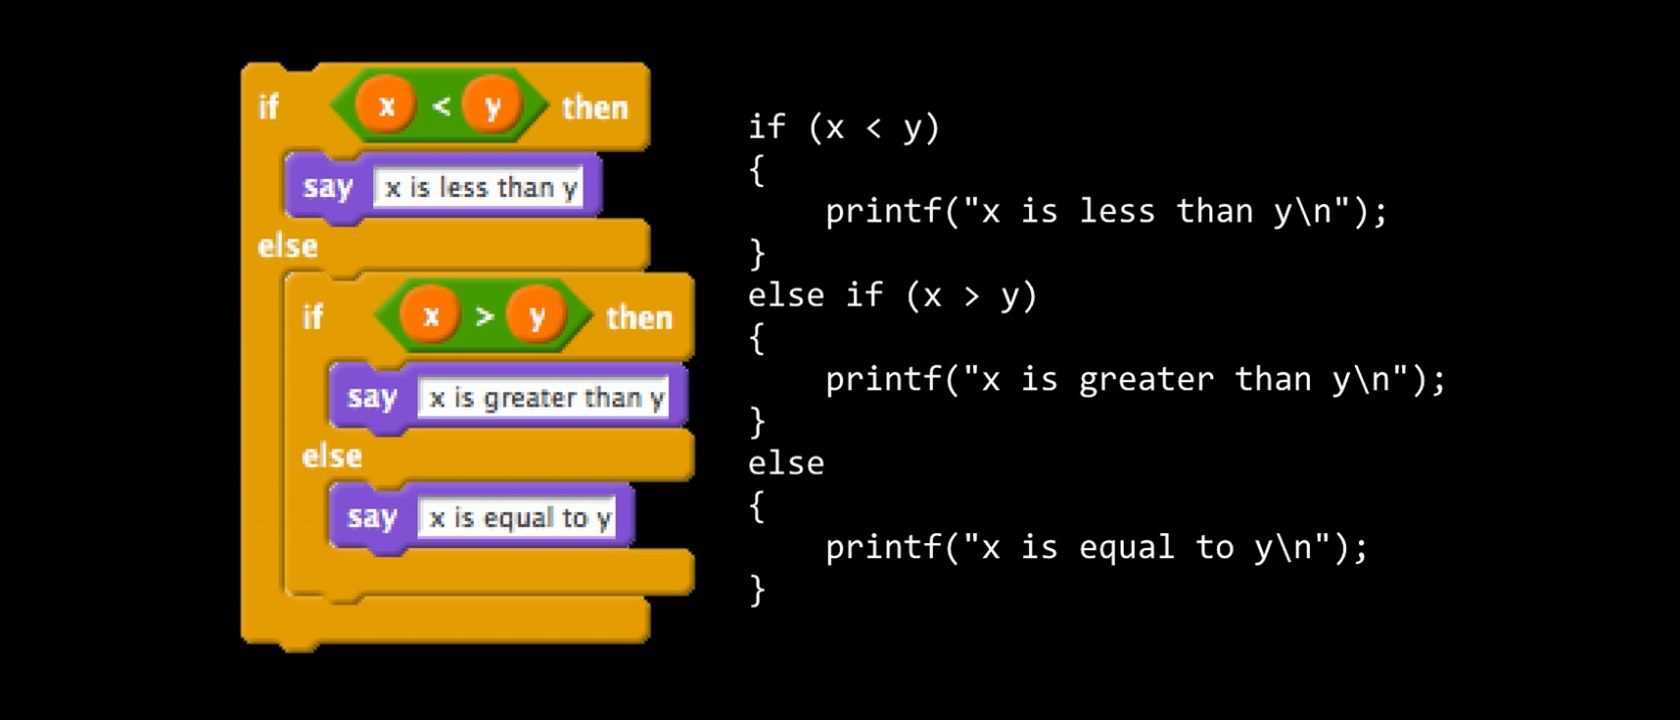 if x < y then
say x is less than y
else
if x > y then
say x is greater than y
else
say x is equal to y
if (x < y)
{
    printf("x is less than y\n");
}
else if (x > y)
{
    printf("x is greater than y\n");
}
else
{
    printf("x is equal to y\n");
}